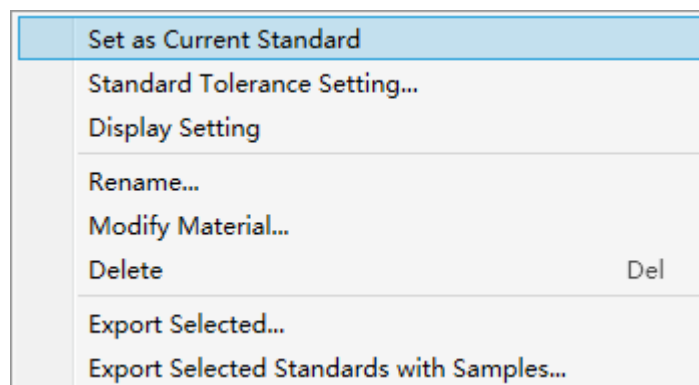 Set as Current Standard
Standard Tolerance Setting...
Display Setting
Rename...
Modify Material...
Delete Del
Export Selected...
Export Selected Standards with Samples...